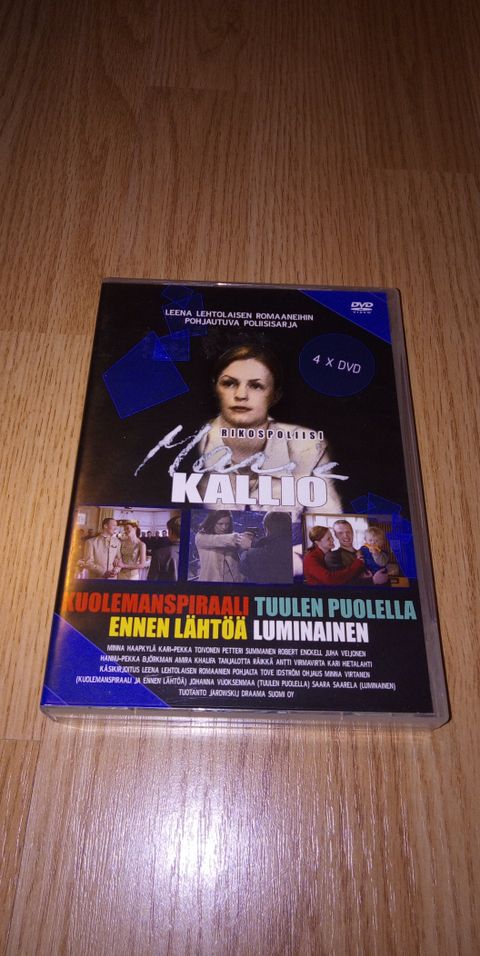 LEENA LEHTOLAISEN ROMAANEIHIN
POHJAUTUVA POLIISISARJA
DVD
VIDEO
4 X DVD
RIKOSPOLIISI
Maria
KALLIO
KUOLEMANSPIRAALI TUULEN PUOLELLA
ENNEN LÄHTÖÄ LUMINAINEN
MINNA HAAPKYLÄ KARI-PEKKA TOIVONEN PETTERI SUMMANEN ROBERT ENCKELL JUHA VEIJONEN
HANNU-PEKKA BJÖRKMAN AMIRA KHALIFA TANJALOTTA RÄIKKÄ ANTTI VIRMAVIRTA KARI HIETALAHTI
KÄSIKIRJOITUS LEENA LEHTOLAISEN ROMAANIEN POHJALTA TOVE IDSTRÖM OHJAUS MINNA VIRTANEN
(KUOLEMANSPIRAALI JA ENNEN LÄHTÖÄ) JOHANNA VUOKSENMAA (TUULEN PUOLELLA) SAARA SAARELA (LUMINAINEN)
TUOTANTO JAROWSKIJ DRAAMA SUOMI OY